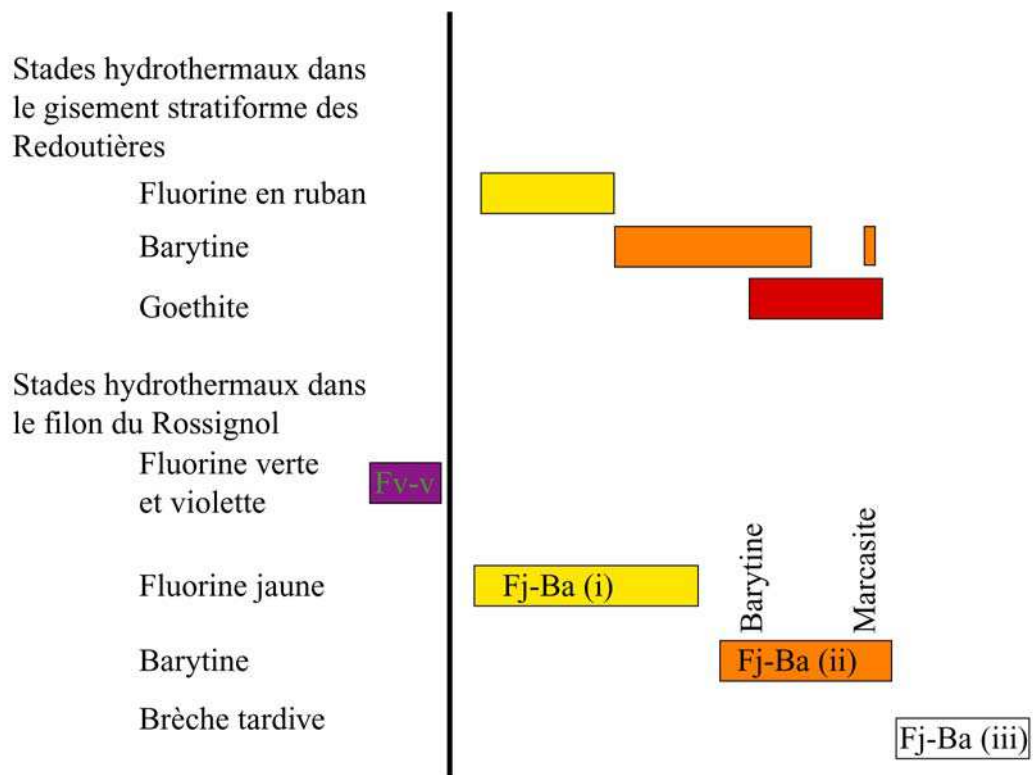 Stades hydrothermaux dans
le gisement stratiforme des
Redoutières
Fluorine en ruban
Barytine
Goethite
Stades hydrothermaux dans
le filon du Rossignol
Fluorine verte
et violette
Fv-v
Barytine
Marcasite
Fluorine jaune
Fj-Ba (i)
Barytine
Fj-Ba (ii)
Brèche tardive
Fj-Ba (iii)